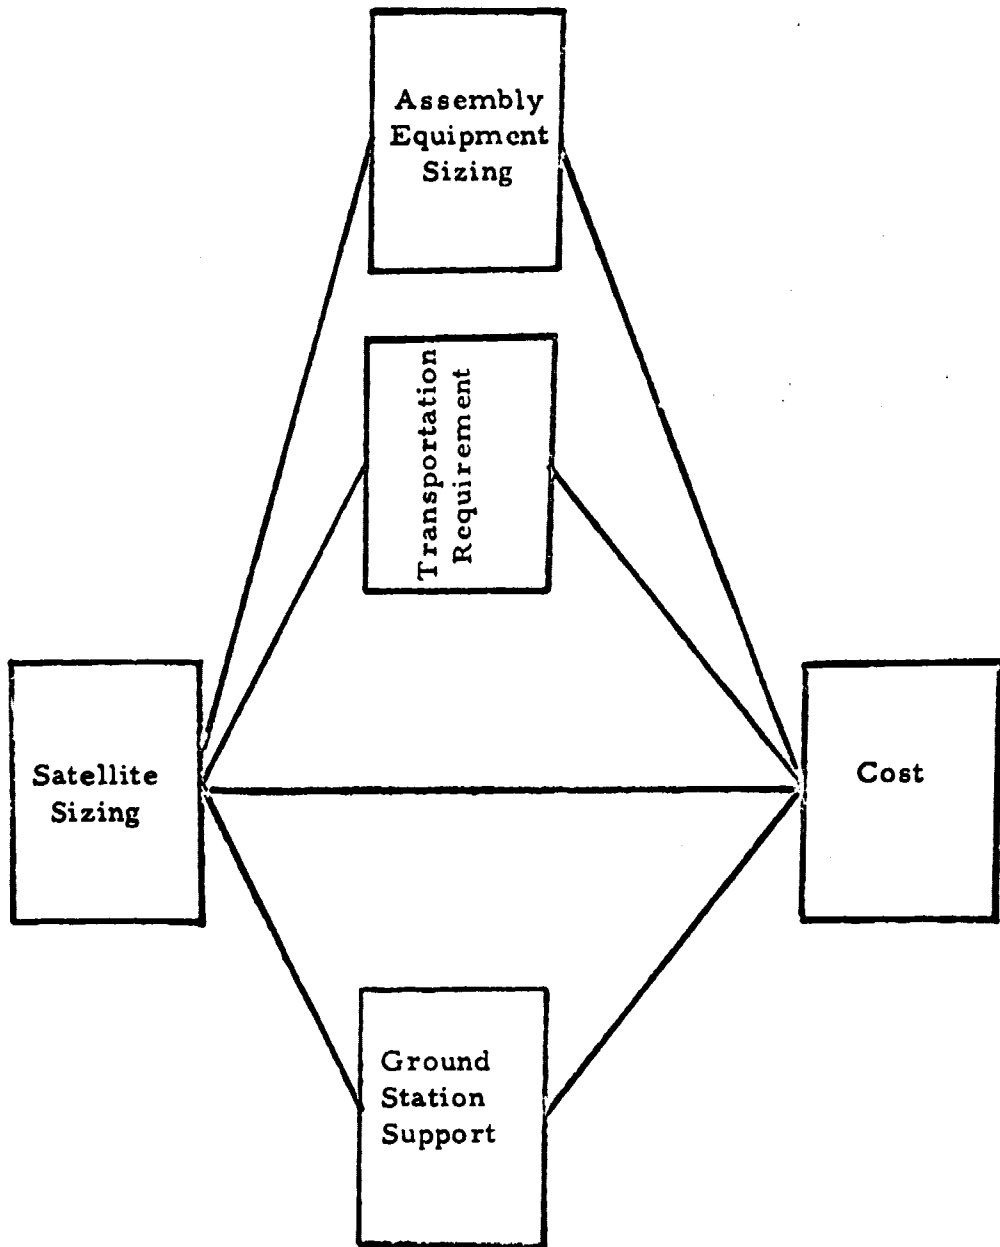 Assembly
Equipment
Sizing
Transportation
Requirement
Satellite
Sizing
Cost
Ground
Station
Support